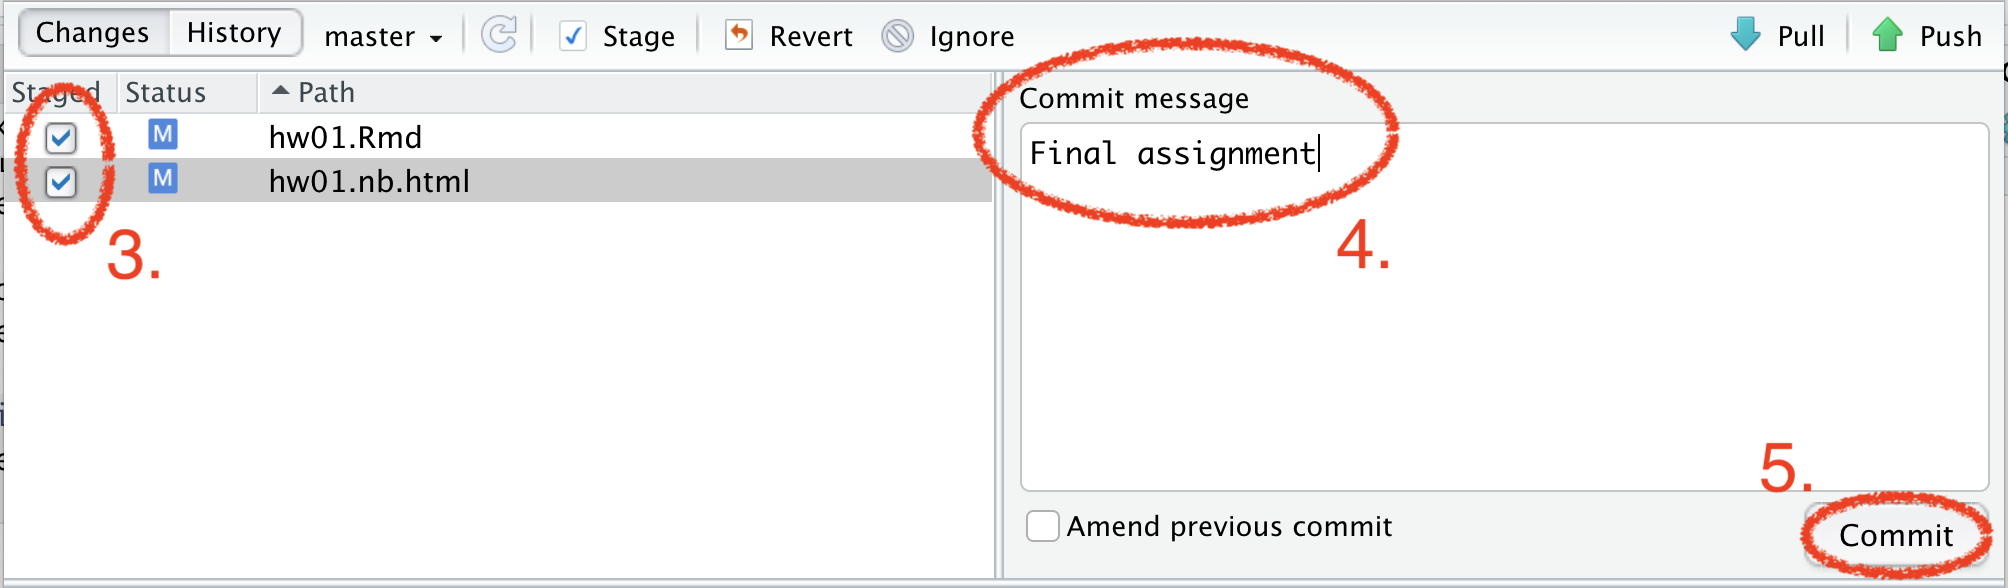 Changes History master Stage Revert Ignore Pull Push
Staged Status Path
M hw01.Rmd
M hw01.nb.html
3.
Commit message
Final assignment
4.
5.
Amend previous commit Commit